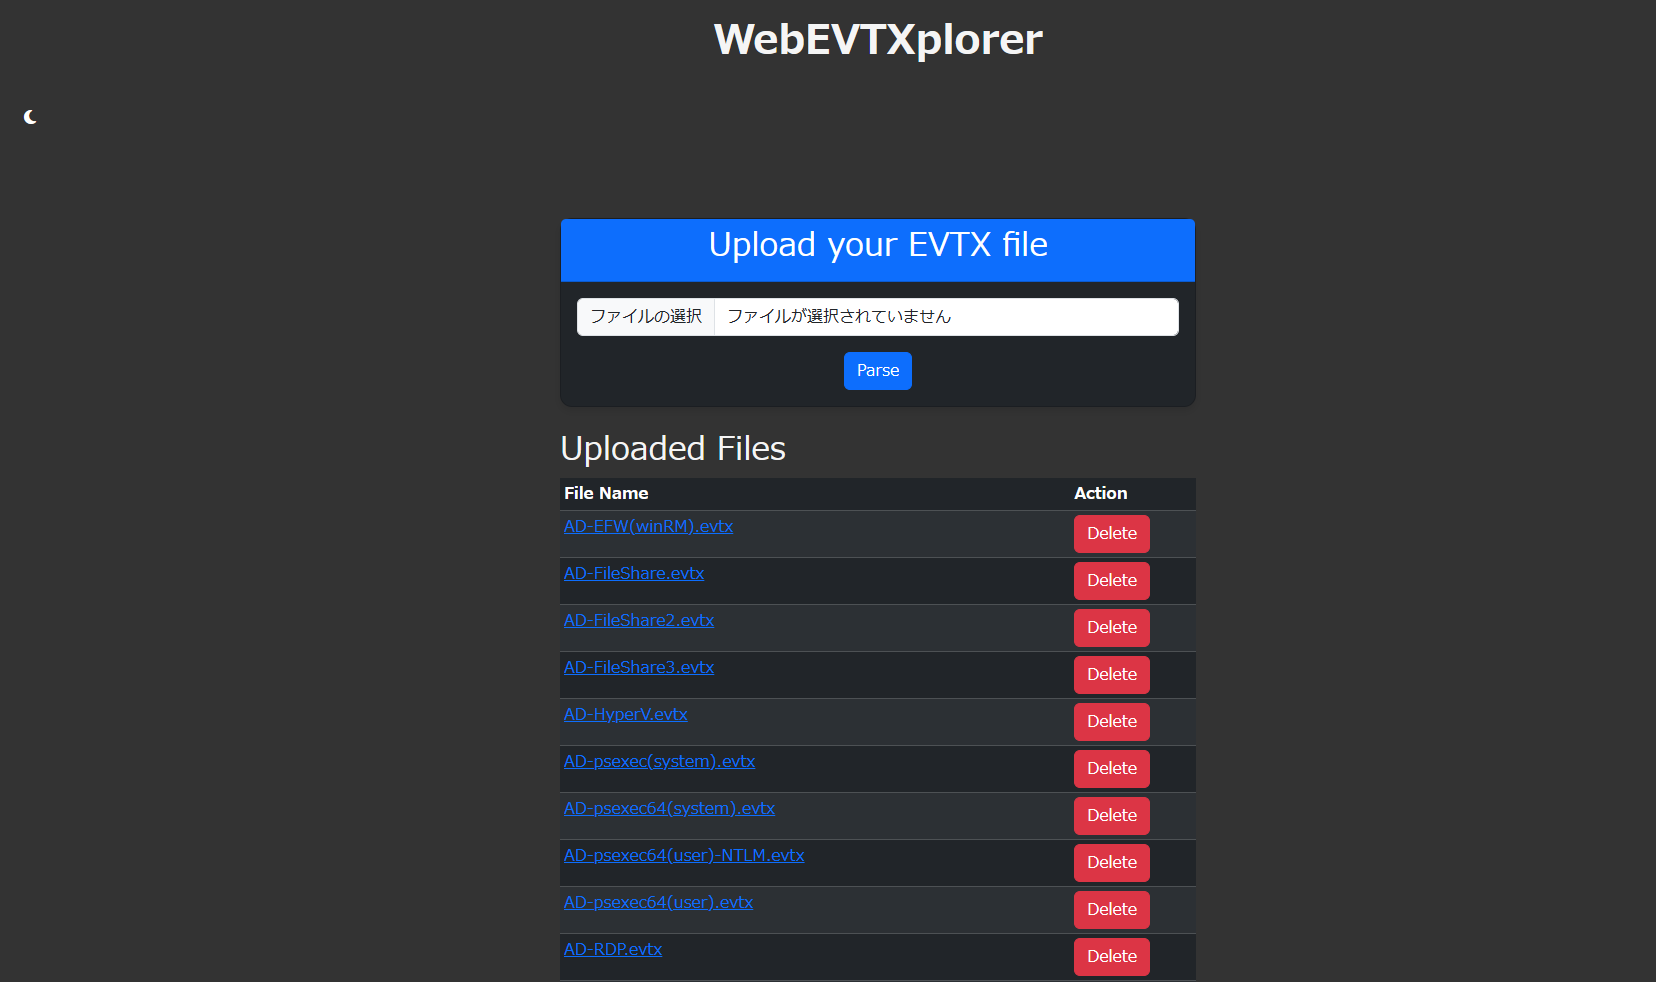 WebEVTXplorer
Upload your EVTX file
ファイルの選択 ファイルが選択されていません
Parse
Uploaded Files
File Name Action
AD-EFW(winRM).evtx Delete
AD-FileShare.evtx Delete
AD-FileShare2.evtx Delete
AD-FileShare3.evtx Delete
AD-HyperV.evtx Delete
AD-psexec(system).evtx Delete
AD-psexec64(system).evtx Delete
AD-psexec64(user)-NTLM.evtx Delete
AD-psexec64(user).evtx Delete
AD-RDP.evtx Delete